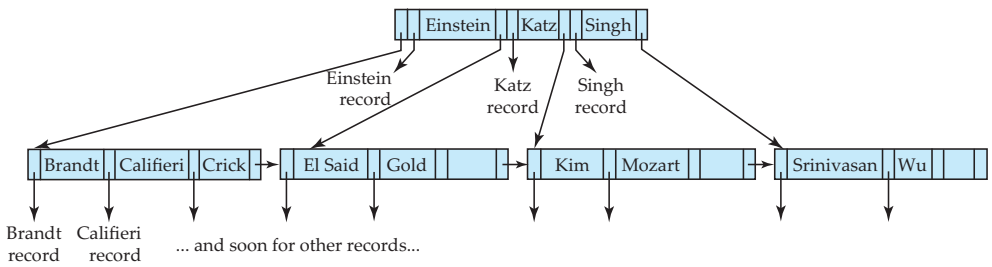 Einstein Katz Singh
Einstein record
Katz record
Singh record
Brandt Califieri Crick El Said Gold Kim Mozart Srinivasan Wu
Brandt record
Califieri record
... and soon for other records...